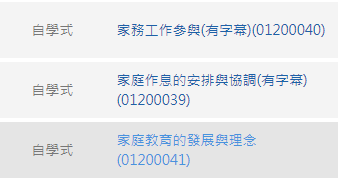 自學式 家務工作參與(有字幕)(01200040)
自學式 家庭作息的安排與協調(有字幕)
(01200039)
自學式 家庭教育的發展與理念
(01200041)